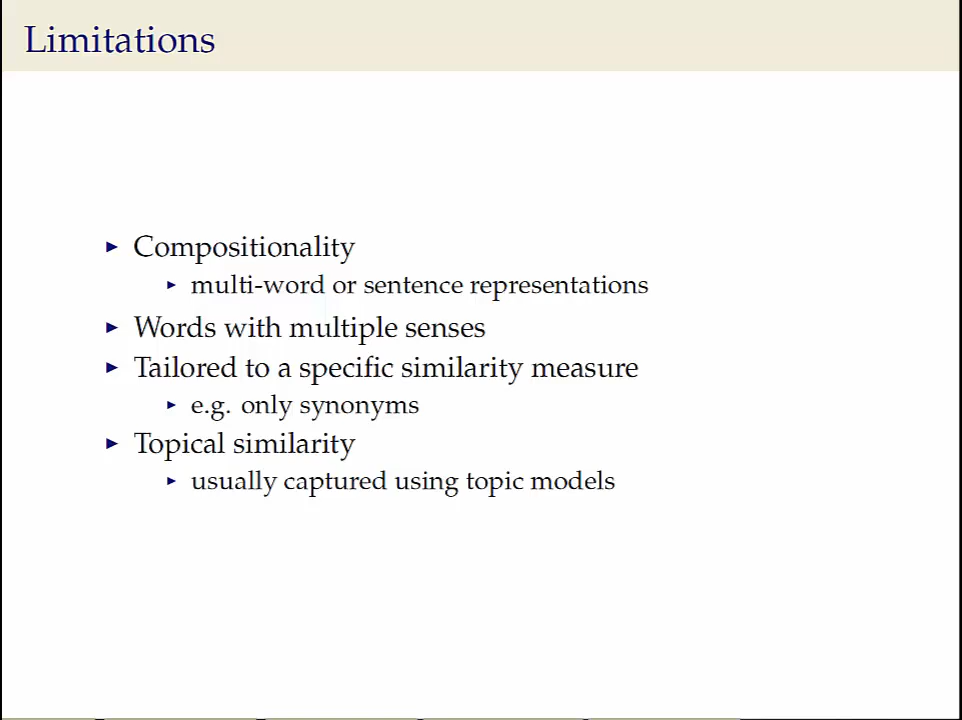 Limitations
Compositionality
multi-word or sentence representations
Words with multiple senses
Tailored to a specific similarity measure
e.g. only synonyms
Topical similarity
usually captured using topic models